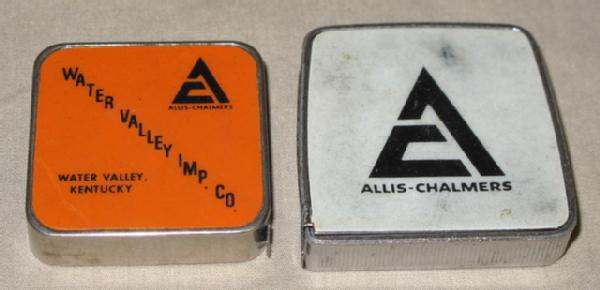 WATER VALLEY IMP. CO.
ALLIS-CHALMERS
WATER VALLEY,
KENTUCKY
ALLIS-CHALMERS